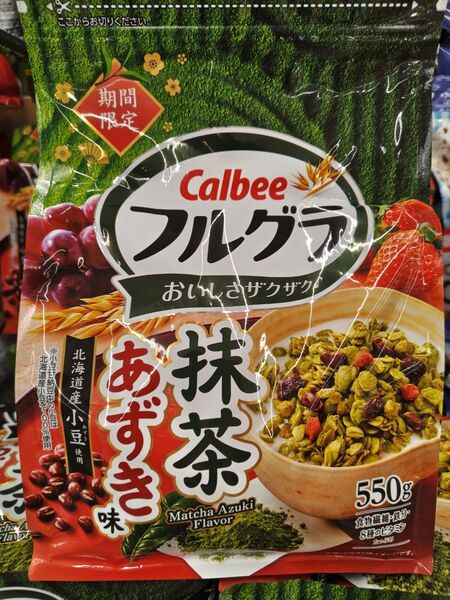 ここからお切りください。
期間
限定
Calbee
フルグラ
おいしさザクザク
抹茶
あずき味
北海道産小豆使用
Matcha Azuki
Flavor
550g
食物繊維・鉄分・
8種のビタミン